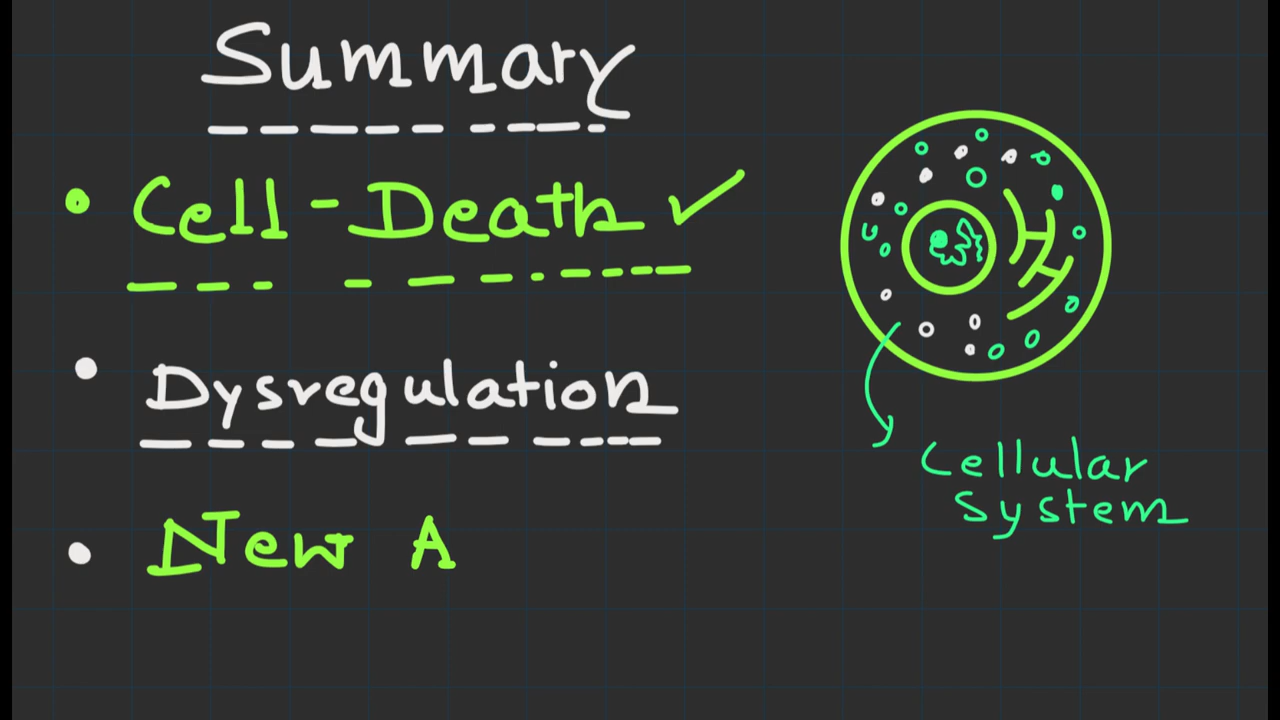 Summary
• Cell-Death ✓
• Dysregulation
• New A
Cellular
System